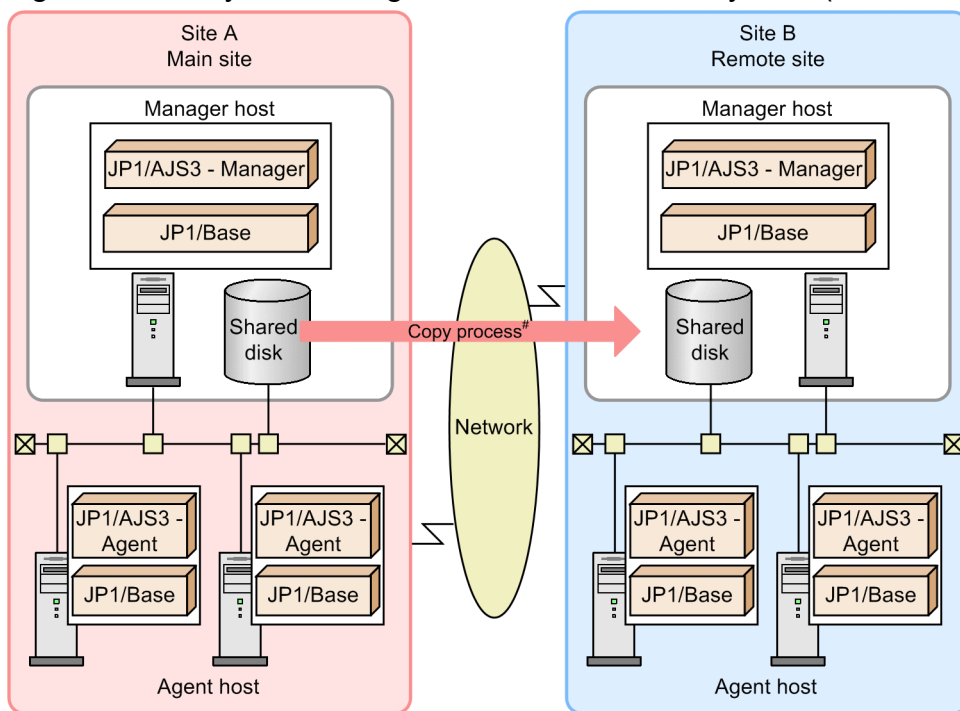 Site A
Main site
Manager host
JP1/AJS3 - Manager
JP1/Base
Shared
disk
JP1/AJS3 -
Agent
JP1/Base
JP1/AJS3 -
Agent
JP1/Base
Agent host
Copy process#
Network
Site B
Remote site
Manager host
JP1/AJS3 - Manager
JP1/Base
Shared
disk
JP1/AJS3 -
Agent
JP1/Base
JP1/AJS3 -
Agent
JP1/Base
Agent host